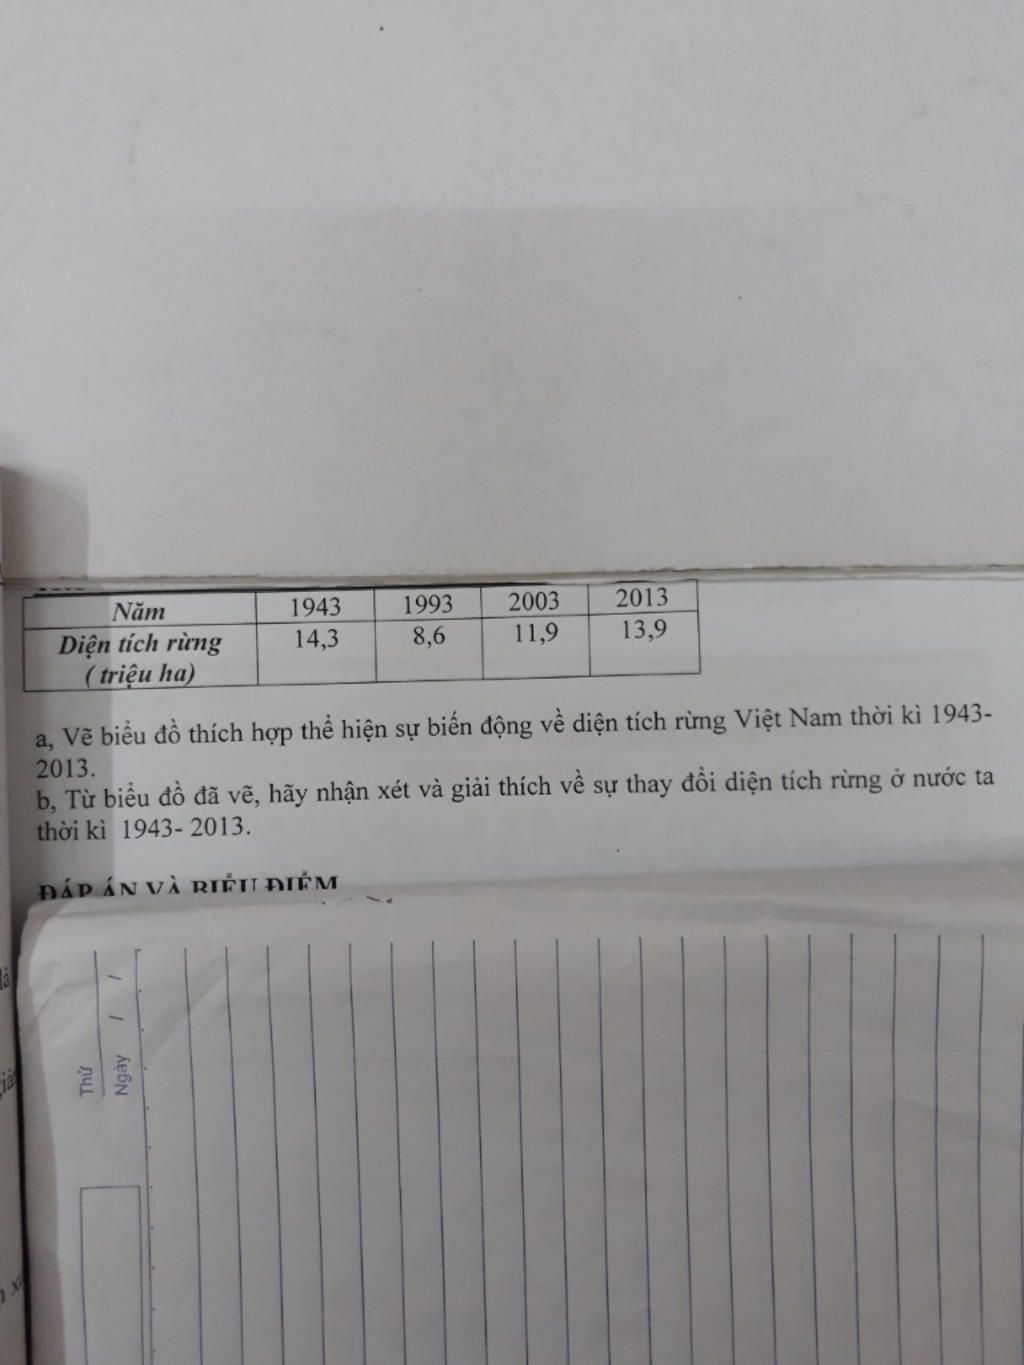 Năm 1943 1993 2003 2013
Diện tích rừng 14,3 8,6 11,9 13,9
( triệu ha)
a, Vẽ biểu đồ thích hợp thể hiện sự biến động về diện tích rừng Việt Nam thời kì 1943-
2013.
b, Từ biểu đồ đã vẽ, hãy nhận xét và giải thích về sự thay đổi diện tích rừng ở nước ta
thời kì 1943- 2013.
ĐÁP ÁN VÀ BIỂU ĐIỂM
Thứ
Ngày / /